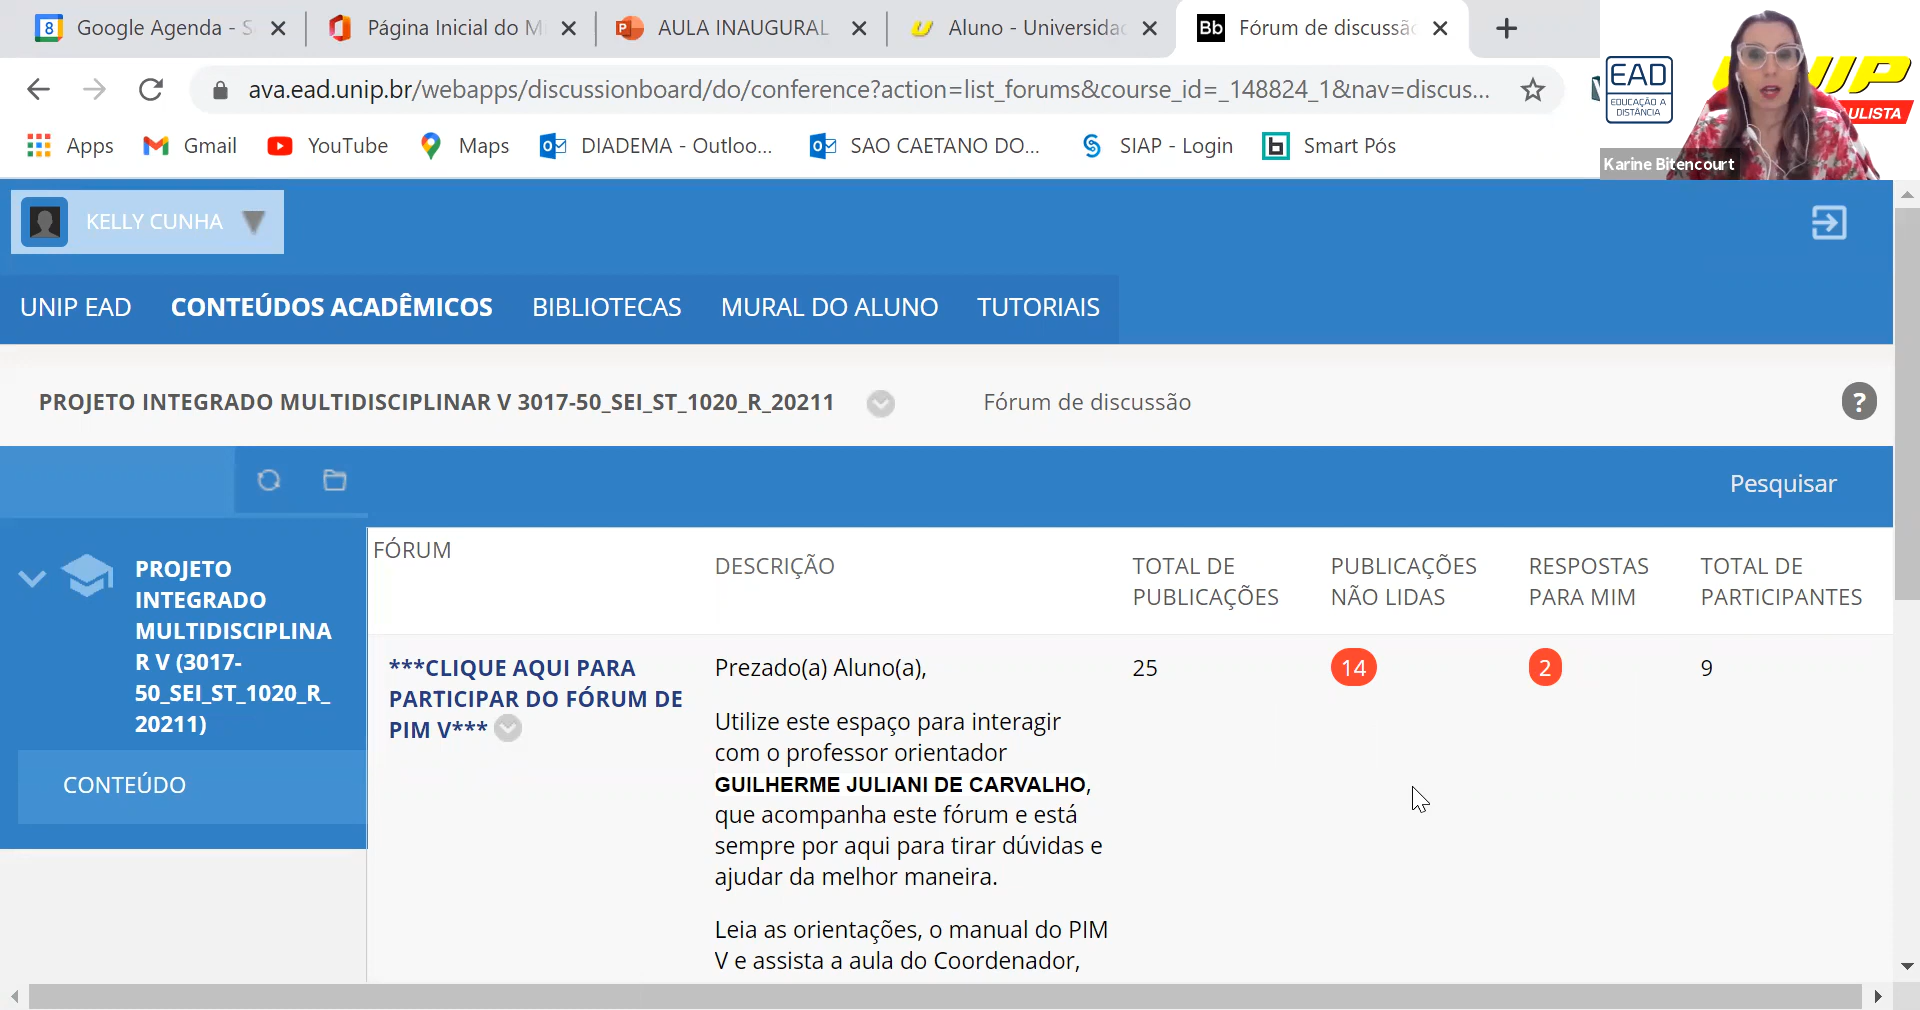 Google Agenda - S
Página Inicial do M
AULA INAUGURAL
Aluno - Universidad
Bb Fórum de discussão
ava.ead.unip.br/webapps/discussionboard/do/conference?action=list_forums&course_id=_148824_1&nav=discus...
Apps
Gmail
YouTube
Maps
DIADEMA - Outloo...
SAO CAETANO DO...
SIAP - Login
Smart Pós
EAD
EDUCAÇÃO A
DISTÂNCIA
ULISTA
Karine Bitencourt
KELLY CUNHA
UNIP EAD
CONTEÚDOS ACADÊMICOS
BIBLIOTECAS
MURAL DO ALUNO
TUTORIAIS
PROJETO INTEGRADO MULTIDISCIPLINAR V 3017-50_SEI_ST_1020_R_20211
Fórum de discussão
?
Pesquisar
PROJETO
INTEGRADO
MULTIDISCIPLINA
R V (3017-
50_SEI_ST_1020_R_
20211)
CONTEÚDO
FÓRUM
DESCRIÇÃO
TOTAL DE
PUBLICAÇÕES
PUBLICAÇÕES
NÃO LIDAS
RESPOSTAS
PARA MIM
TOTAL DE
PARTICIPANTES
***CLIQUE AQUI PARA
PARTICIPAR DO FÓRUM DE
PIM V***
Prezado(a) Aluno(a),
Utilize este espaço para interagir
com o professor orientador
GUILHERME JULIANI DE CARVALHO,
que acompanha este fórum e está
sempre por aqui para tirar dúvidas e
ajudar da melhor maneira.
Leia as orientações, o manual do PIM
V e assista a aula do Coordenador,
25
14
2
9